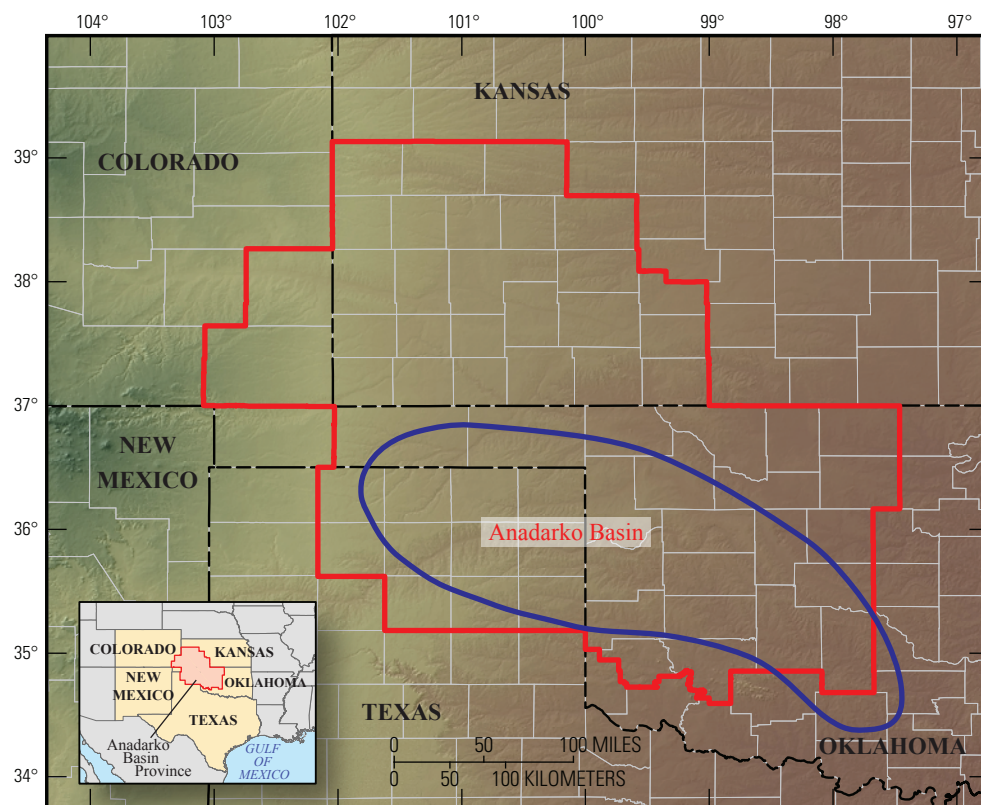 104° 103° 102° 101° 100° 99° 98° 97°
KANSAS
COLORADO
39°
38°
37°
NEW
MEXICO
36°
Anadarko Basin
35°
TEXAS
OKLAHOMA
34°
0 50 100 MILES
0 50 100 KILOMETERS
COLORADO
KANSAS
NEW
MEXICO
OKLAHOMA
TEXAS
Anadarko
Basin
Province
GULF
OF
MEXICO